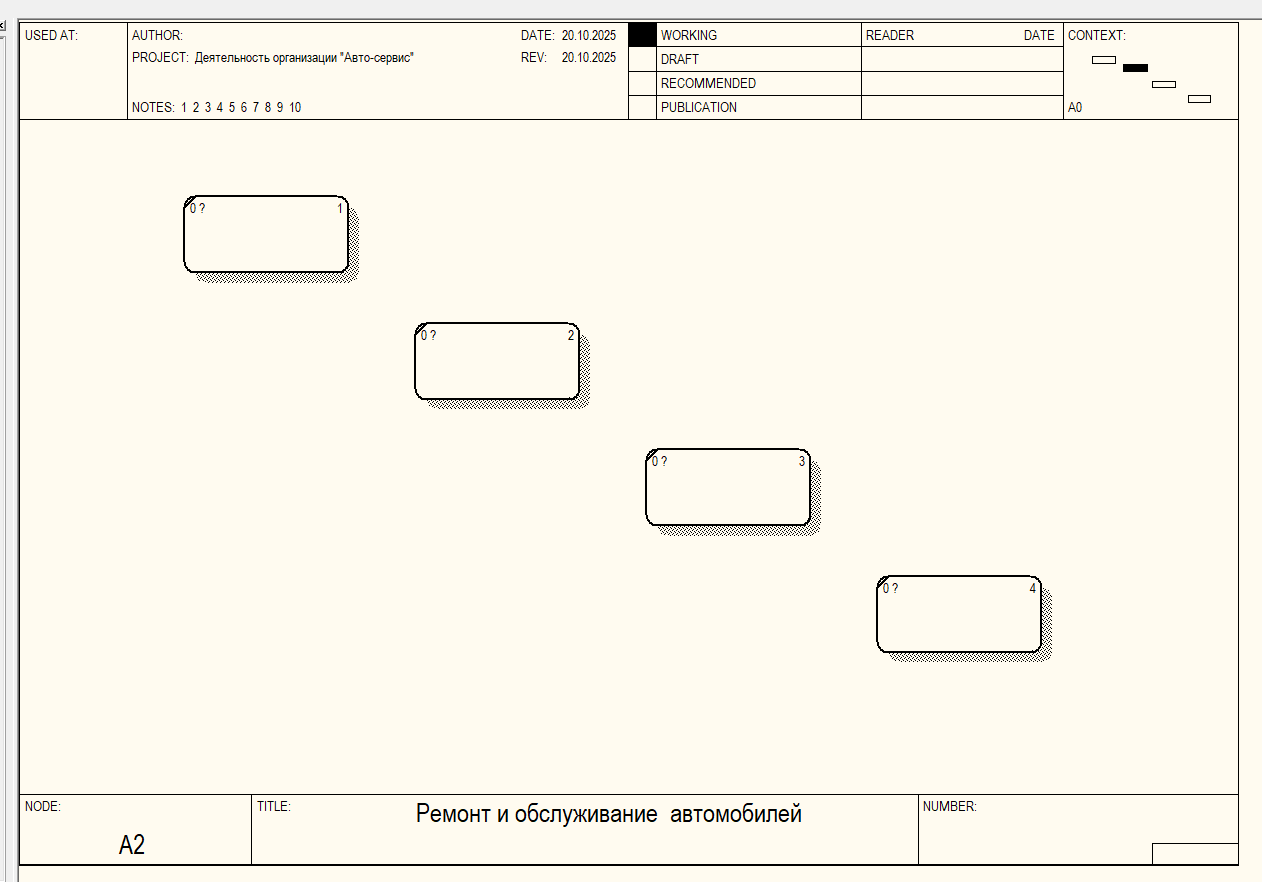 USED AT:
AUTHOR:
DATE: 20.10.2025
PROJECT: Деятельность организации "Авто-сервис"
REV: 20.10.2025
NOTES: 1 2 3 4 5 6 7 8 9 10
WORKING
DRAFT
RECOMMENDED
PUBLICATION
READER DATE
CONTEXT:
A0
0 ? 1
0 ? 2
0 ? 3
0 ? 4
NODE:
A2
TITLE:
Ремонт и обслуживание автомобилей
NUMBER: